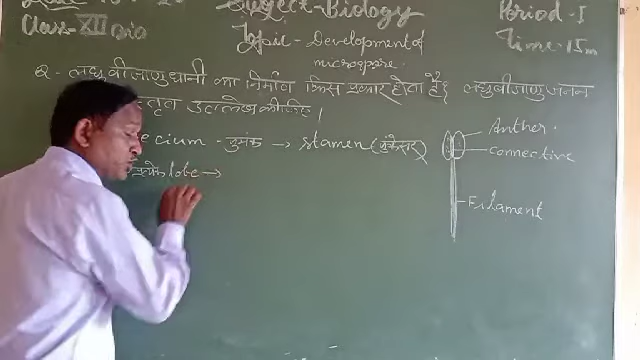 Class-XII Bio
Subject-Biology
Period-I
Topic-Development of
microspore.
Time-15m
Q- लघुबीजाणुधानी का निर्माण किस प्रकार होता है? लघुबीजाणु जनन
उल्लेख कीजिए।
ecium - पुमंग → stamen (पुंकेसर)
प्रत्येक lobe →
Anther
Connective
Filament